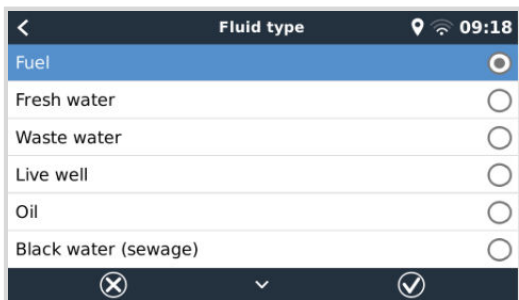 Fluid type 09:18
Fuel
Fresh water
Waste water
Live well
Oil
Black water (sewage)